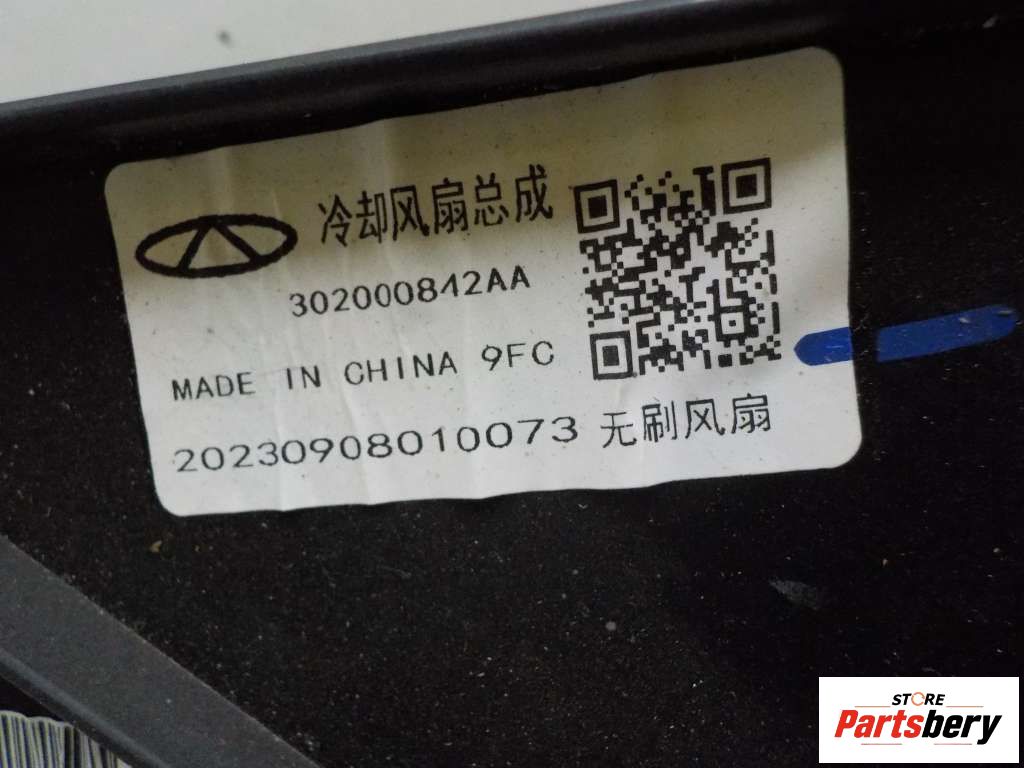 冷却风扇总成
302000842AA
MADE IN CHINA 9FC
20230908010073 无刷风扇
STORE
Partsbery